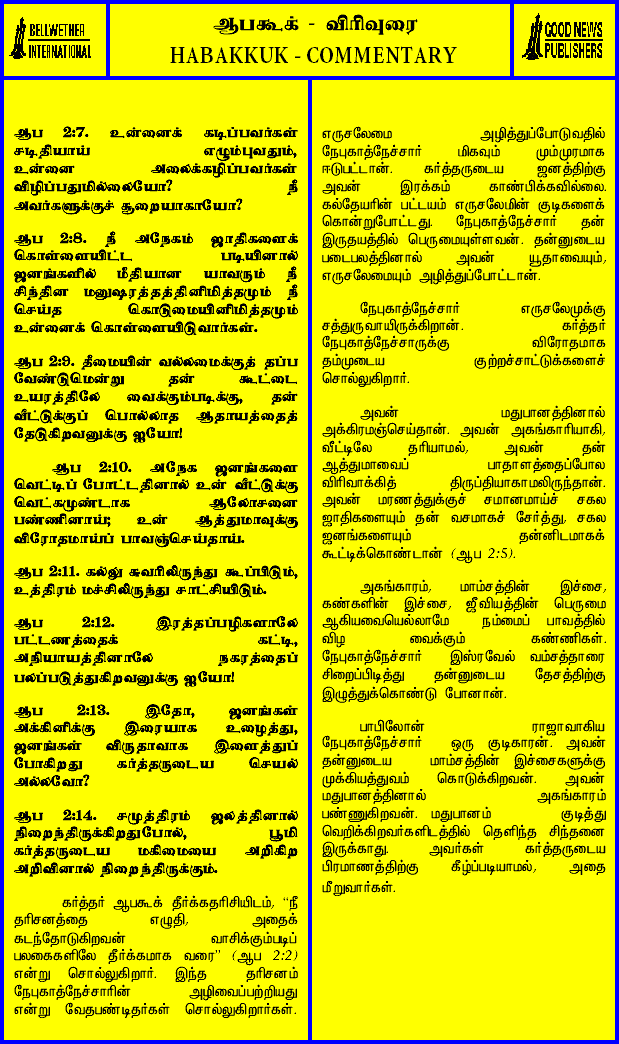 BELLWETHER
INTERNATIONAL
ஆபகூக் - விரிவுரை
HABAKKUK - COMMENTARY
GOOD NEWS
PUBLISHERS
ஆப 2:7. உன்னைக் கடிப்பவர்கள்
சடிதியாய் எழும்புவதும்,
உன்னை அலைக்கழிப்பவர்கள்
விழிப்பதுமில்லையோ? நீ
அவர்களுக்குச் சூறையாகாயோ?
ஆப 2:8. நீ அநேகம் ஜாதிகளைக்
கொள்ளையிட்ட படியினால்
ஜனங்களில் மீதியான யாவரும் நீ
சிந்தின மனுஷரத்தத்தினிமித்தமும் நீ
செய்த கொடுமையினிமித்தமும்
உன்னைக் கொள்ளையிடுவார்கள்.
ஆப 2:9. தீமையின் வல்லமைக்குத் தப்ப
வேண்டுமென்று தன் கூட்டை
உயரத்திலே வைக்கும்படிக்கு, தன்
வீட்டுக்குப் பொல்லாத ஆதாயத்தைத்
தேடுகிறவனுக்கு ஐயோ!
ஆப 2:10. அநேக ஜனங்களை
வெட்டிப் போட்டதினால் உன் வீட்டுக்கு
வெட்கமுண்டாக ஆலோசனை
பண்ணினாய்; உன் ஆத்துமாவுக்கு
விரோதமாய்ப் பாவஞ்செய்தாய்.
ஆப 2:11. கல்லு சுவரிலிருந்து கூப்பிடும்,
உத்திரம் மச்சிலிருந்து சாட்சியிடும்.
ஆப 2:12. இரத்தப்பழிகளாலே
பட்டணத்தைக் கட்டி,
அநியாயத்தினாலே நகரத்தைப்
பலப்படுத்துகிறவனுக்கு ஐயோ!
ஆப 2:13. இதோ, ஜனங்கள்
அக்கினிக்கு இரையாக உழைத்து,
ஜனங்கள் விருதாவாக இளைத்துப்
போகிறது கர்த்தருடைய செயல்
அல்லவோ?
ஆப 2:14. சமுத்திரம் ஜலத்தினால்
நிறைந்திருக்கிறதுபோல், பூமி
கர்த்தருடைய மகிமையை அறிகிற
அறிவினால் நிறைந்திருக்கும்.
கர்த்தர் ஆபகூக் தீர்க்கதரிசியிடம், “நீ
தரிசனத்தை எழுதி, அதைக்
கடந்தோடுகிறவன் வாசிக்கும்படிப்
பலகைகளிலே தீர்க்கமாக வரை” (ஆப 2:2)
என்று சொல்லுகிறார். இந்த தரிசனம்
நேபுகாத்நேச்சாரின் அழிவைப்பற்றியது
என்று வேதபண்டிதர்கள் சொல்லுகிறார்கள்.
எருசலேமை அழித்துப்போடுவதில்
நேபுகாத்நேச்சார் மிகவும் மும்முரமாக
ஈடுபட்டான். கர்த்தருடைய ஜனத்திற்கு
அவன் இரக்கம் காண்பிக்கவில்லை.
கல்தேயரின் பட்டயம் எருசலேமின் குடிகளைக்
கொன்றுபோட்டது. நேபுகாத்நேச்சார் தன்
இருதயத்தில் பெருமையுள்ளவன். தன்னுடைய
படைபலத்தினால் அவன் யூதாவையும்,
எருசலேமையும் அழித்துப்போட்டான்.
நேபுகாத்நேச்சார் எருசலேமுக்கு
சத்துருவாயிருக்கிறான். கர்த்தர்
நேபுகாத்நேச்சாருக்கு விரோதமாக
தம்முடைய குற்றச்சாட்டுக்களைச்
சொல்லுகிறார்.
அவன் மதுபானத்தினால்
அக்கிரமஞ்செய்தான். அவன் அகங்காரியாகி,
வீட்டிலே தரியாமல், அவன் தன்
ஆத்துமாவைப் பாதாளத்தைப்போல
விரிவாக்கித் திருப்தியாகாமலிருந்தான்.
அவன் மரணத்துக்குச் சமானமாய்ச் சகல
ஜாதிகளையும் தன் வசமாகச் சேர்த்து, சகல
ஜனங்களையும் தன்னிடமாகக்
கூட்டிக்கொண்டான் (ஆப 2:5).
அகங்காரம், மாம்சத்தின் இச்சை,
கண்களின் இச்சை, ஜீவியத்தின் பெருமை
ஆகியவையெல்லாமே நம்மைப் பாவத்தில்
விழ வைக்கும் கண்ணிகள்.
நேபுகாத்நேச்சார் இஸ்ரவேல் வம்சத்தாரை
சிறைப்பிடித்து தன்னுடைய தேசத்திற்கு
இழுத்துக்கொண்டு போனான்.
பாபிலோன் ராஜாவாகிய
நேபுகாத்நேச்சார் ஒரு குடிகாரன். அவன்
தன்னுடைய மாம்சத்தின் இச்சைகளுக்கு
முக்கியத்துவம் கொடுக்கிறவன். அவன்
மதுபானத்தினால் அகங்காரம்
பண்ணுகிறவன். மதுபானம் குடித்து
வெறிக்கிறவர்களிடத்தில் தெளிந்த சிந்தனை
இருக்காது. அவர்கள் கர்த்தருடைய
பிரமாணத்திற்கு கீழ்ப்படியாமல், அதை
மீறுவார்கள்.